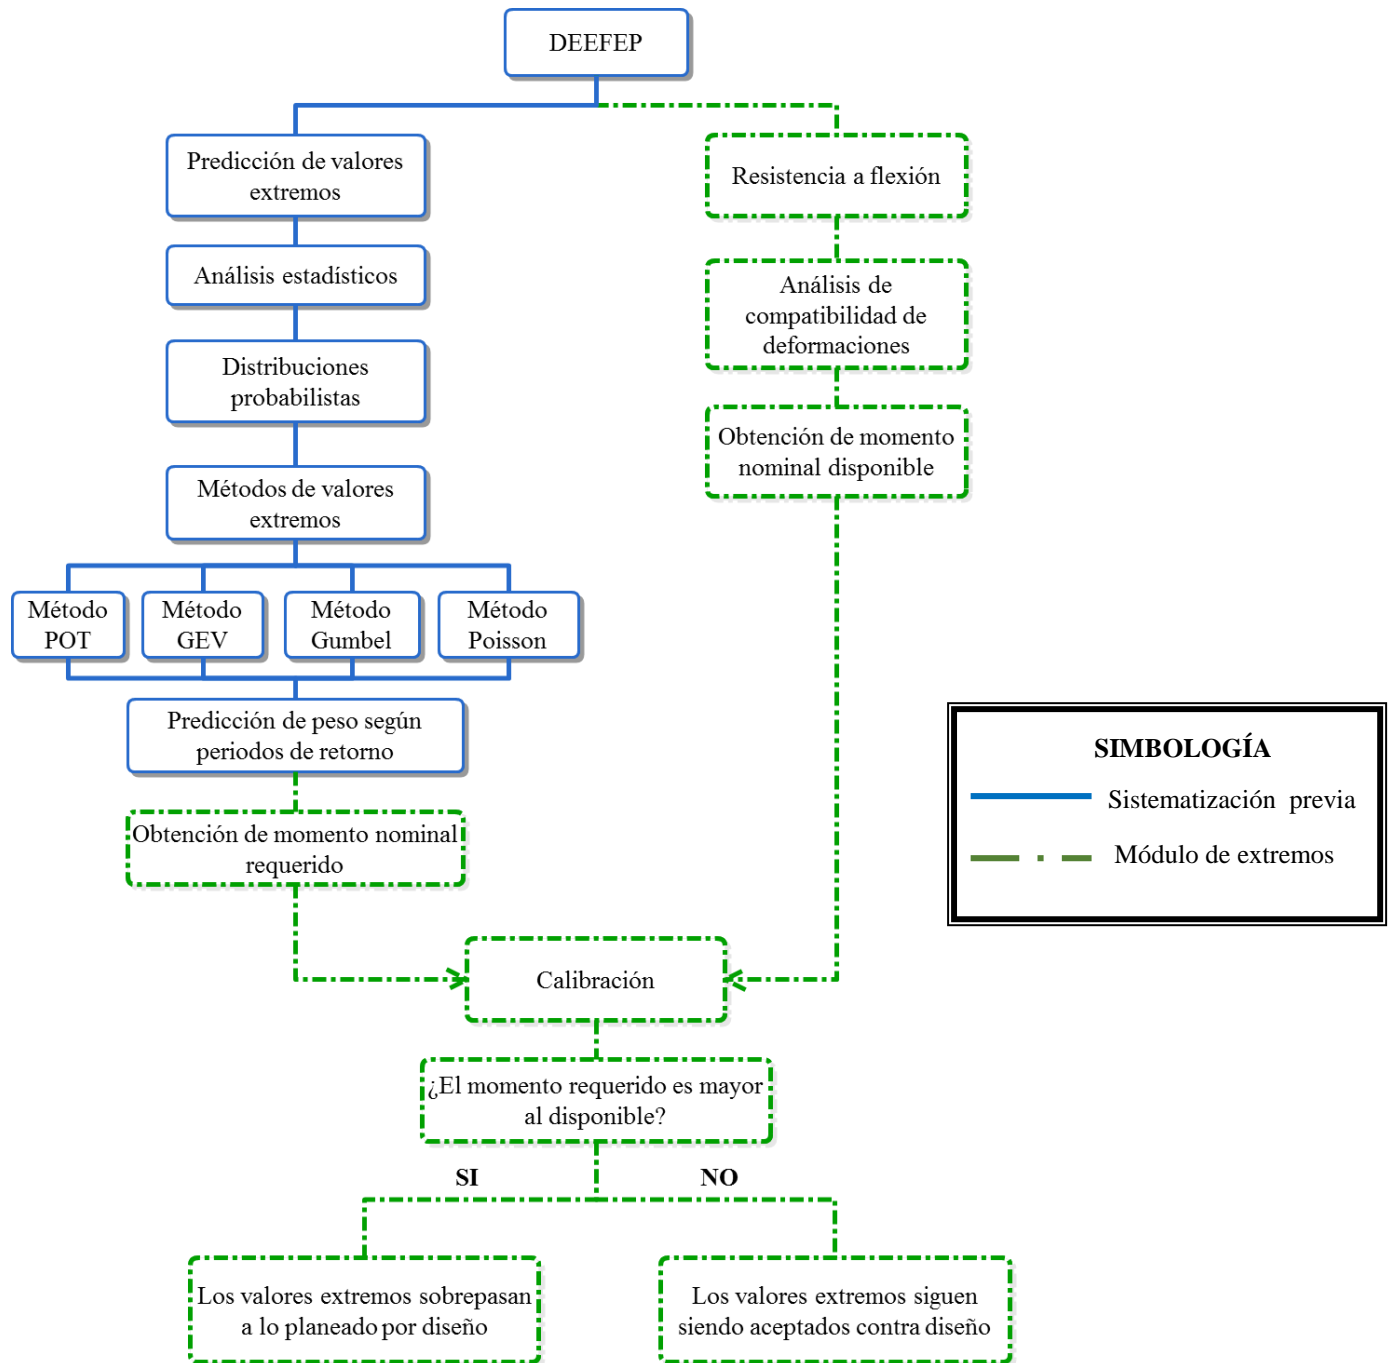 DEEFEP
Predicción de valores
extremos
Resistencia a flexión
Análisis estadísticos
Análisis de
compatibilidad de
deformaciones
Distribuciones
probabilistas
Obtención de momento
nominal disponible
Métodos de valores
extremos
Método
POT
Método
GEV
Método
Gumbel
Método
Poisson
Predicción de peso según
periodos de retorno
SIMBOLOGÍA
Sistematización previa
Módulo de extremos
Obtención de momento nominal
requerido
Calibración
¿El momento requerido es mayor
al disponible?
SI
NO
Los valores extremos sobrepasan
a lo planeado por diseño
Los valores extremos siguen
siendo aceptados contra diseño